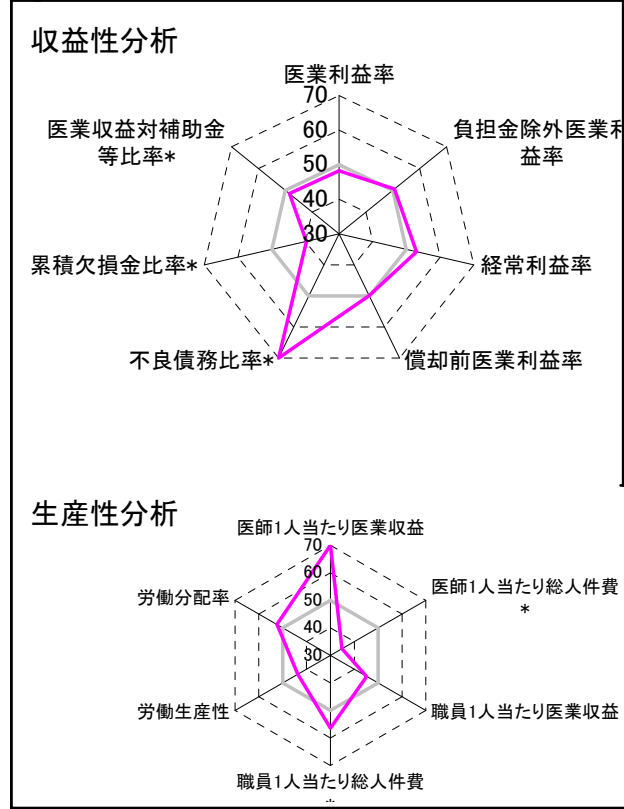 収益性分析
医業利益率
70
60
50
40
30
負担金除外医業利
益率
経常利益率
償却前医業利益率
不良債務比率*
累積欠損金比率*
医業収益対補助金
等比率*
生産性分析
医師1人当たり医業収益
70
60
50
40
30
医師1人当たり総人件費
*
職員1人当たり医業収益
職員1人当たり総人件費
*
労働生産性
労働分配率